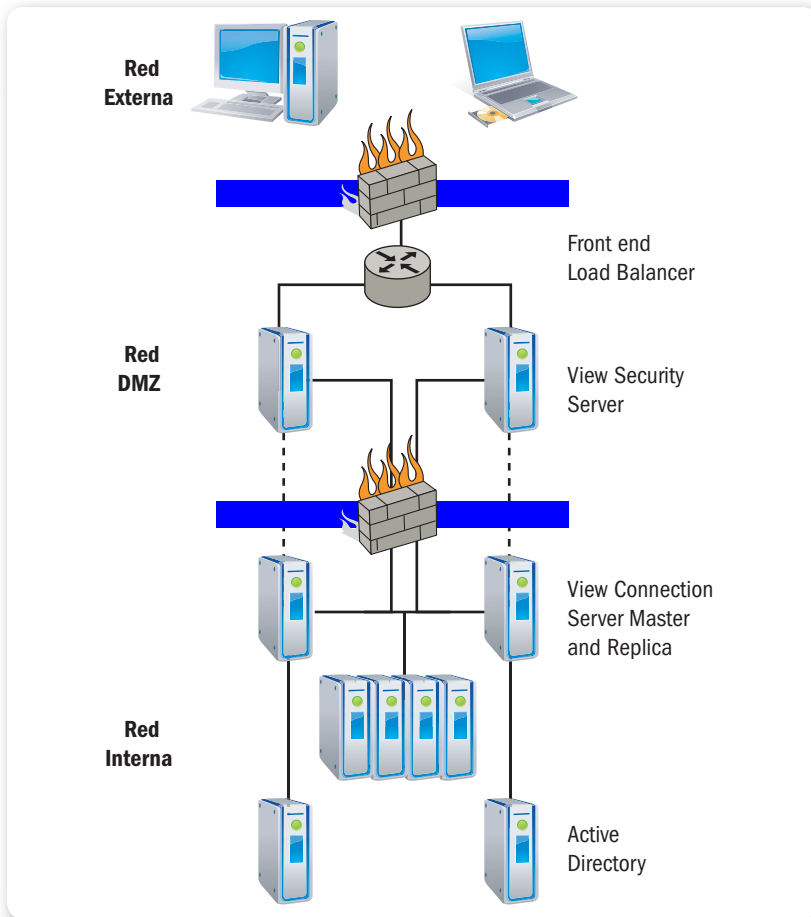 Red
Externa
Front end
Load Balancer
Red
DMZ
View Security
Server
View Connection
Server Master
and Replica
Red
Interna
Active
Directory